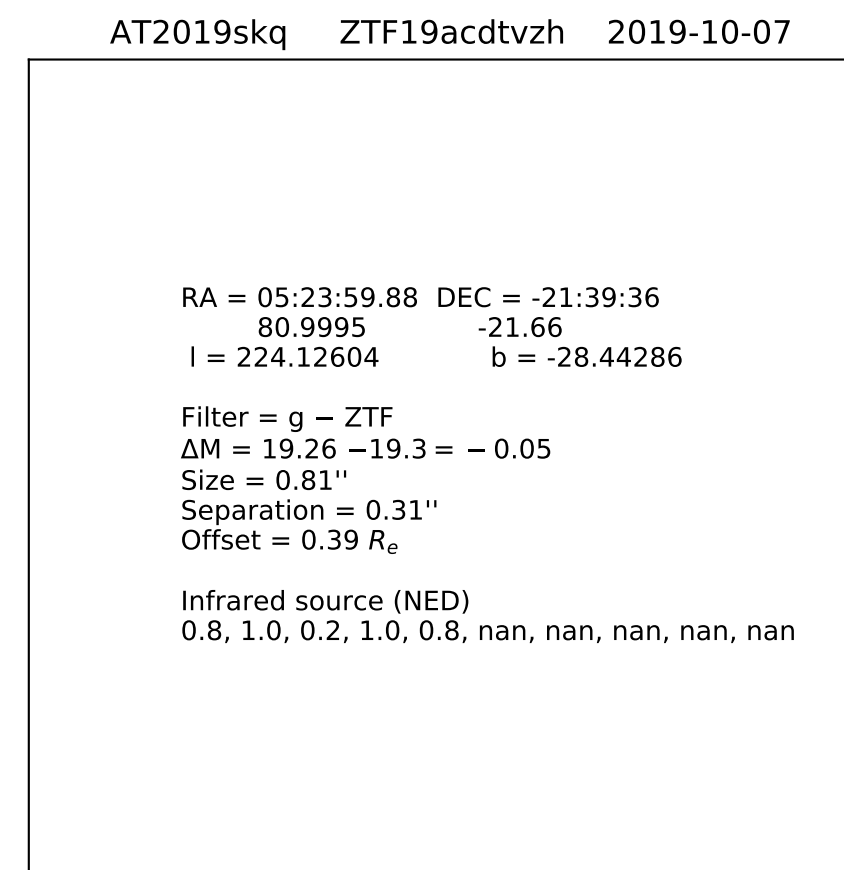 AT2019skq ZTF19acdtvzh 2019-10-07
RA = 05:23:59.88 DEC = -21:39:36
80.9995 -21.66
l = 224.12604 b = -28.44286
Filter = g − ZTF
ΔM = 19.26 −19.3 = − 0.05
Size = 0.81''
Separation = 0.31''
Offset = 0.39 Re
Infrared source (NED)
0.8, 1.0, 0.2, 1.0, 0.8, nan, nan, nan, nan, nan